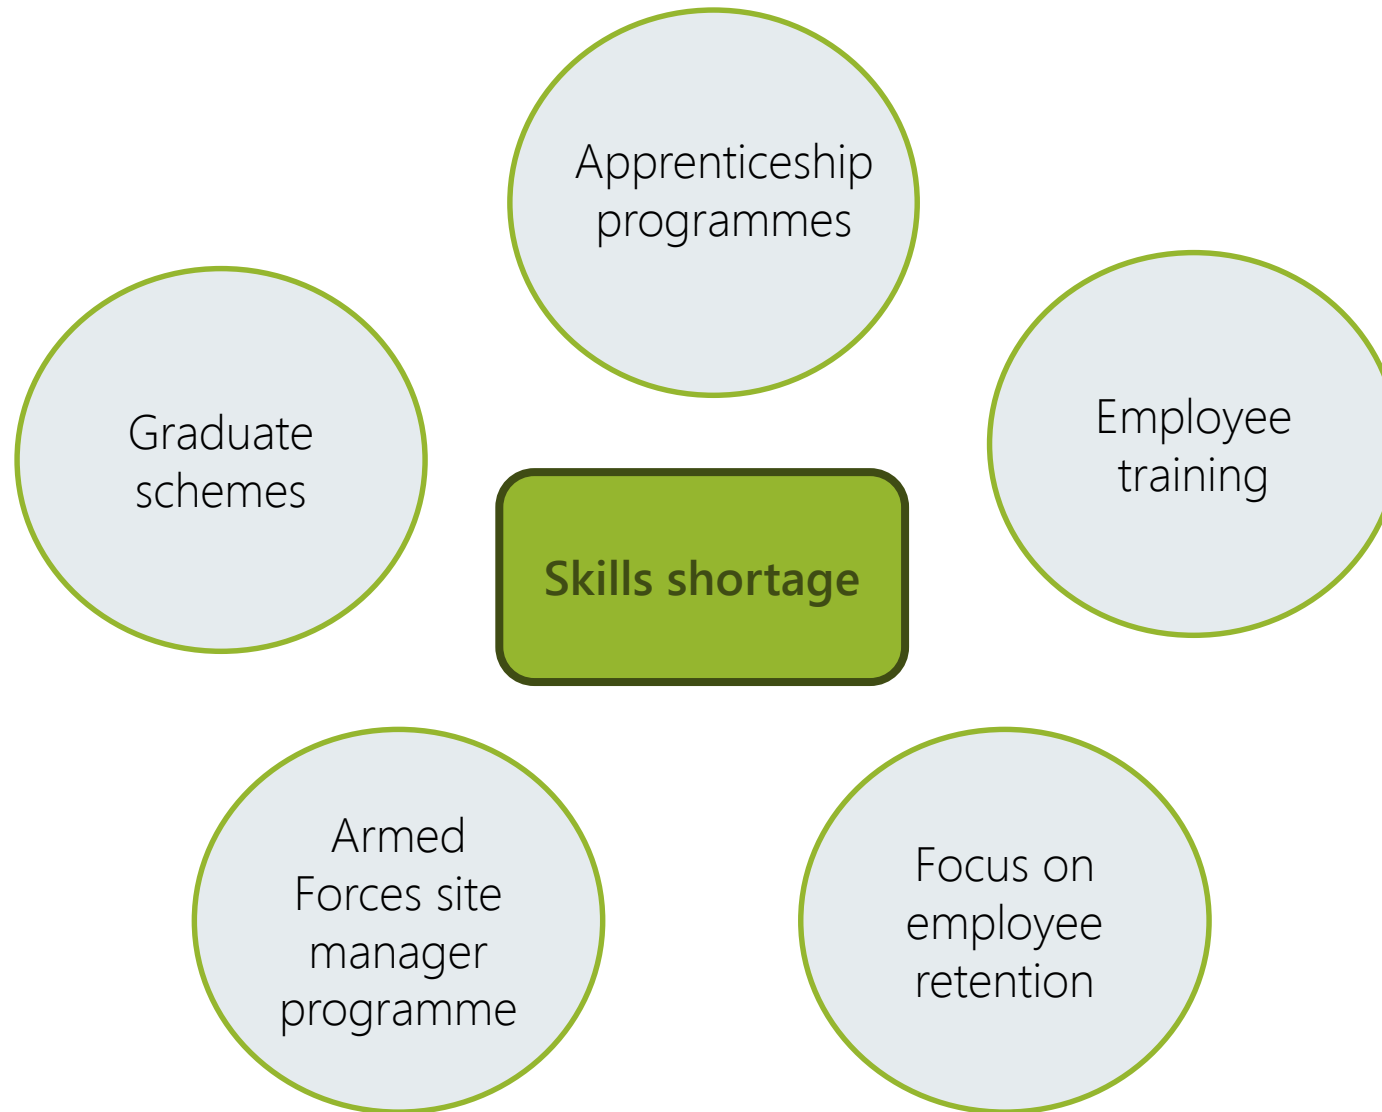 Apprenticeship
programmes
Graduate
schemes
Employee
training
Skills shortage
Armed
Forces site
manager
programme
Focus on
employee
retention